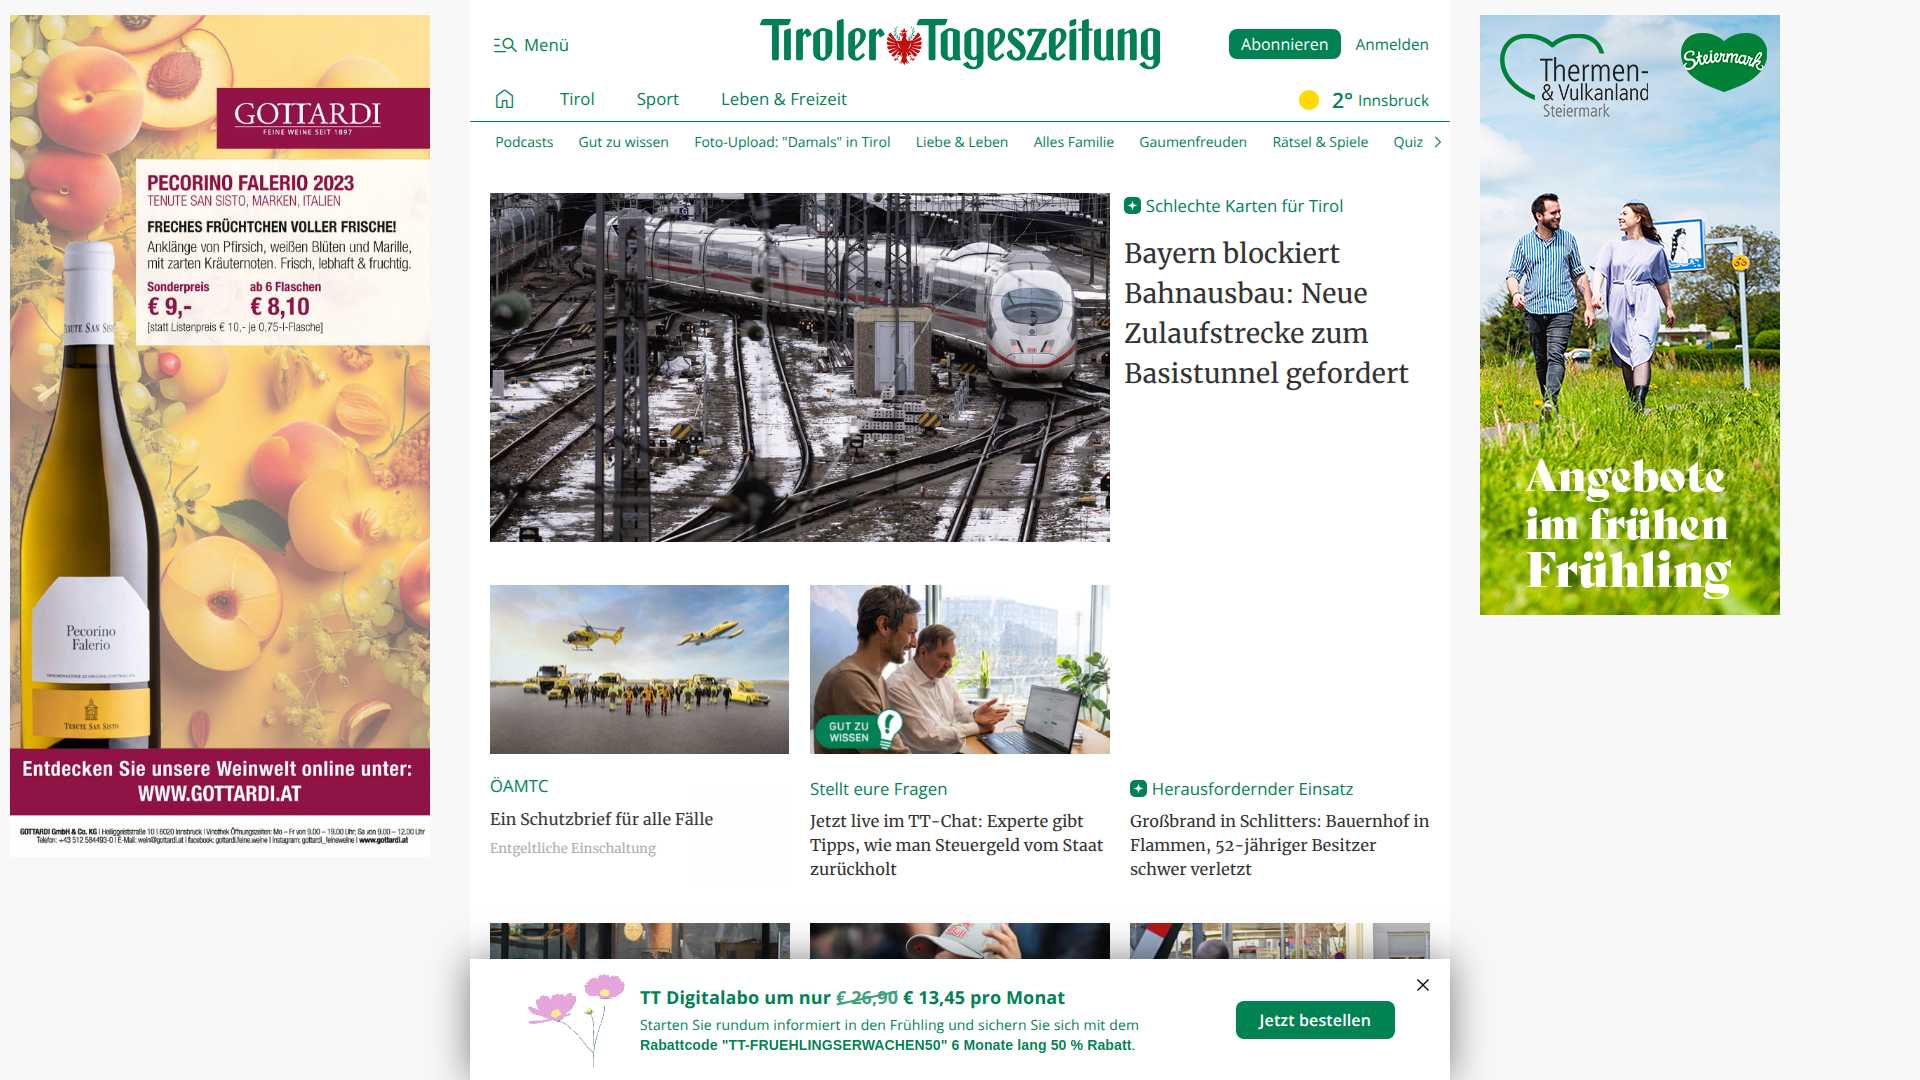 GOTTARDI
FEINE WEINE SEIT 1897
PECORINO FALERIO 2023
TENUTE SAN SISTO, MARKEN, ITALIEN
FRECHES FRÜCHTCHEN VOLLER FRISCHE!
Anklänge von Pfirsich, weißen Blüten und Marille,
mit zarten Kräuternoten. Frisch, lebhaft & fruchtig.
Sonderpreis ab 6 Flaschen
€ 9,- € 8,10
[statt Listenpreis € 10,- je 0,75-l-Flasche]
Pecorino
Falerio
TENUTE SAN SISTO
Entdecken Sie unsere Weinwelt online unter:
WWW.GOTTARDI.AT
GOTTARDI GmbH & Co. KG I Heiliggeiststraße 10 I 6020 Innsbruck I Vinothek Öffnungszeiten: Mo – Fr von 9.00 – 19.00 Uhr; Sa von 9.00 – 12.00 Uhr
Telefon: +43 512 584493-0 I E-Mail: wein@gottardi.at I facebook: gottardi.feine.weine I Instagram: gottardi_feineweine I www.gottardi.at
Menü
Tiroler Tageszeitung
Abonnieren
Anmelden
Tirol
Sport
Leben & Freizeit
2° Innsbruck
Podcasts
Gut zu wissen
Foto-Upload: "Damals" in Tirol
Liebe & Leben
Alles Familie
Gaumenfreuden
Rätsel & Spiele
Quiz
Schlechte Karten für Tirol
Bayern blockiert
Bahnausbau: Neue
Zulaufstrecke zum
Basistunnel gefordert
ÖAMTC
Ein Schutzbrief für alle Fälle
Entgeltliche Einschaltung
GUT ZU
WISSEN
Stellt eure Fragen
Jetzt live im TT-Chat: Experte gibt
Tipps, wie man Steuergeld vom Staat
zurückholt
Herausfordernder Einsatz
Großbrand in Schlitters: Bauernhof in
Flammen, 52-jähriger Besitzer
schwer verletzt
TT Digitalabo um nur € 26,90 € 13,45 pro Monat
Starten Sie rundum informiert in den Frühling und sichern Sie sich mit dem
Rabattcode "TT-FRUEHLINGSERWACHEN50" 6 Monate lang 50 % Rabatt.
Jetzt bestellen
Thermen-
& Vulkanland
Steiermark
Steiermark
Angebote
im frühen
Frühling